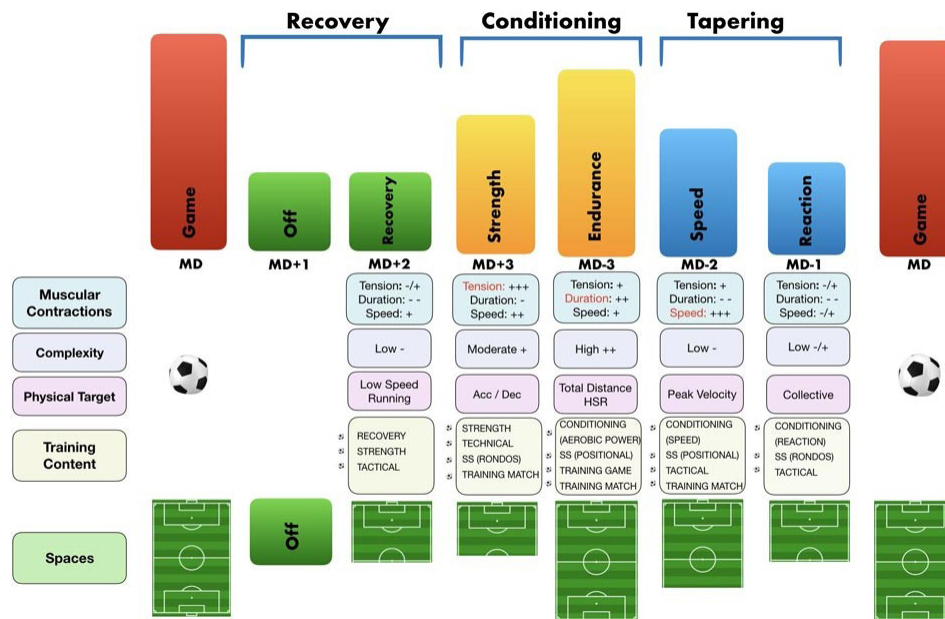 Recovery
Conditioning
Tapering
Game
Off
Recovery
Strength
Endurance
Speed
Reaction
Game
MD
MD+1
MD+2
MD+3
MD-3
MD-2
MD-1
MD
Muscular
Contractions
Tension: -/+
Duration: - -
Speed: +
Tension: +++
Duration: -
Speed: ++
Tension: +
Duration: ++
Speed: +
Tension: +
Duration: - -
Speed: +++
Tension: -/+
Duration: - -
Speed: -/+
Complexity
Low -
Moderate +
High ++
Low -
Low -/+
Physical Target
Low Speed
Running
Acc / Dec
Total Distance
HSR
Peak Velocity
Collective
Training
Content
RECOVERY
STRENGTH
TACTICAL
STRENGTH
TECHNICAL
SS (RONDOS)
TRAINING MATCH
CONDITIONING
(AEROBIC POWER)
SS (POSITIONAL)
TRAINING GAME
TRAINING MATCH
CONDITIONING
(SPEED)
SS (POSITIONAL)
TACTICAL
TRAINING MATCH
CONDITIONING
(REACTION)
SS (RONDOS)
TACTICAL
Spaces
Off